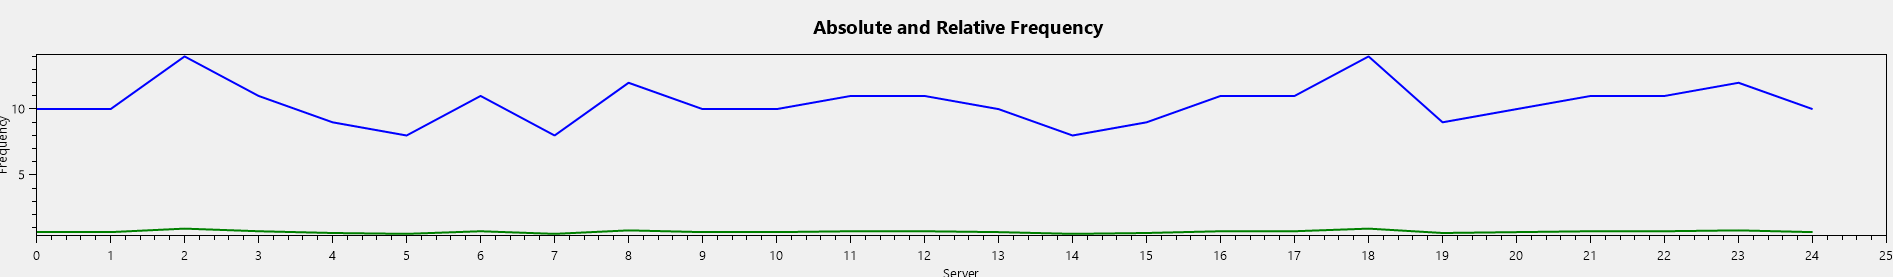 Absolute and Relative Frequency
10
5
Frequency
0 1 2 3 4 5 6 7 8 9 10 11 12 13 14 15 16 17 18 19 20 21 22 23 24 25
Server